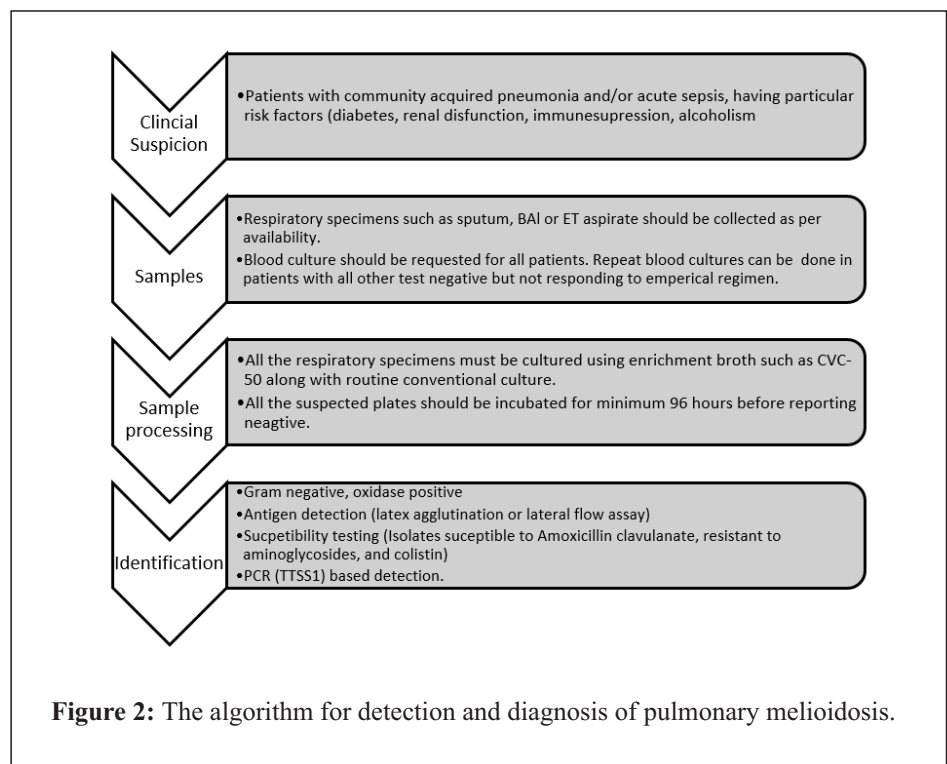 Clincial
Suspicion
•Patients with community acquired pneumonia and/or acute sepsis, having particular
risk factors (diabetes, renal disfunction, immunesupression, alcoholism
Samples
•Respiratory specimens such as sputum, BAl or ET aspirate should be collected as per
availability.
•Blood culture should be requested for all patients. Repeat blood cultures can be done in
patients with all other test negative but not responding to emperical regimen.
Sample
processing
•All the respiratory specimens must be cultured using enrichment broth such as CVC-
50 along with routine conventional culture.
•All the suspected plates should be incubated for minimum 96 hours before reporting
neagtive.
Identification
•Gram negative, oxidase positive
•Antigen detection (latex agglutination or lateral flow assay)
•Sucpetibility testing (Isolates suceptible to Amoxicillin clavulanate, resistant to
aminoglycosides, and colistin)
•PCR (TTSS1) based detection.
Figure 2: The algorithm for detection and diagnosis of pulmonary melioidosis.